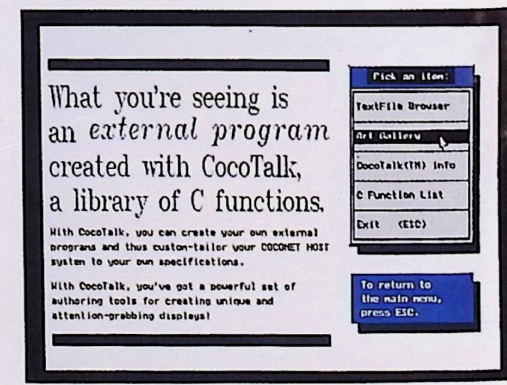 What you're seeing is
an external program
created with CocoTalk,
a library of C functions.
With CocoTalk, you can create your own external
programs and thus custom-tailor your COCONET HOST
system to your own specifications.
With CocoTalk, you've got a powerful set of
authoring tools for creating unique and
attention-grabbing displays!
Pick an item:
TextFile Browser
Art Gallery
CocoTalk(TM) info
C Function List
Exit (ESC)
To return to
the main menu,
press ESC.